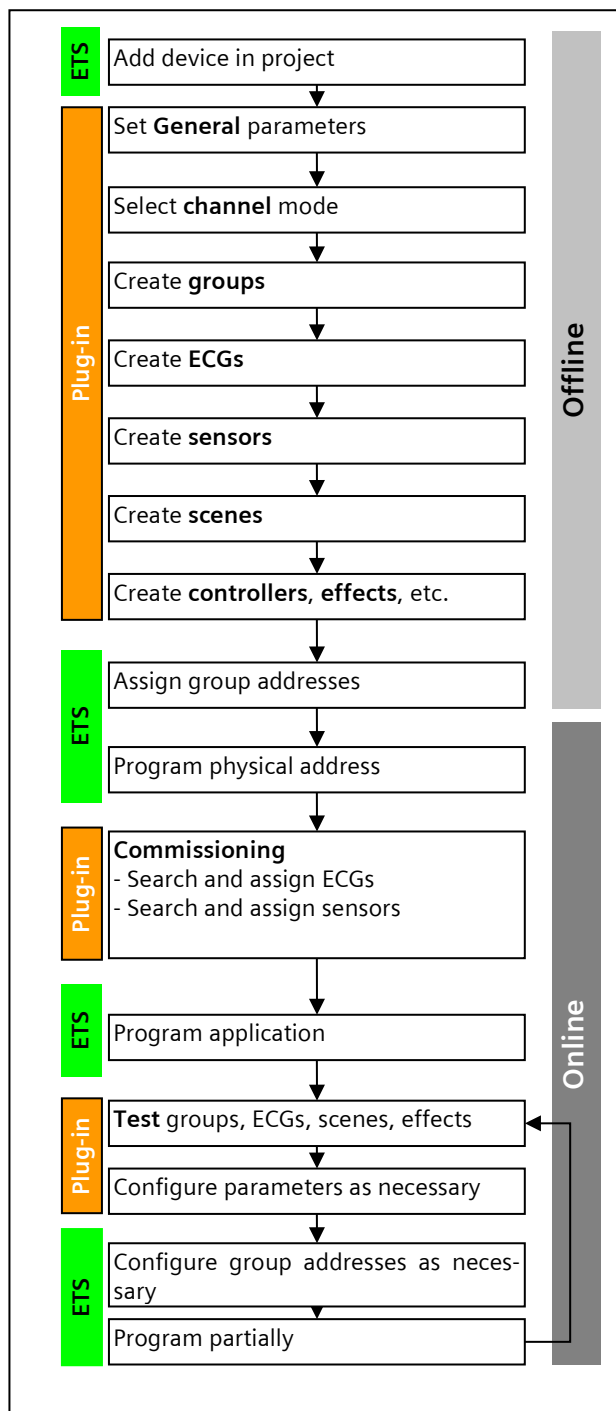 ETS
Add device in project
Plug-in
Set General parameters
Select channel mode
Create groups
Create ECGs
Create sensors
Create scenes
Create controllers, effects, etc.
Offline
ETS
Assign group addresses
Program physical address
Plug-in
Commissioning
- Search and assign ECGs
- Search and assign sensors
ETS
Program application
Online
Plug-in
Test groups, ECGs, scenes, effects
Configure parameters as necessary
ETS
Configure group addresses as neces-
sary
Program partially